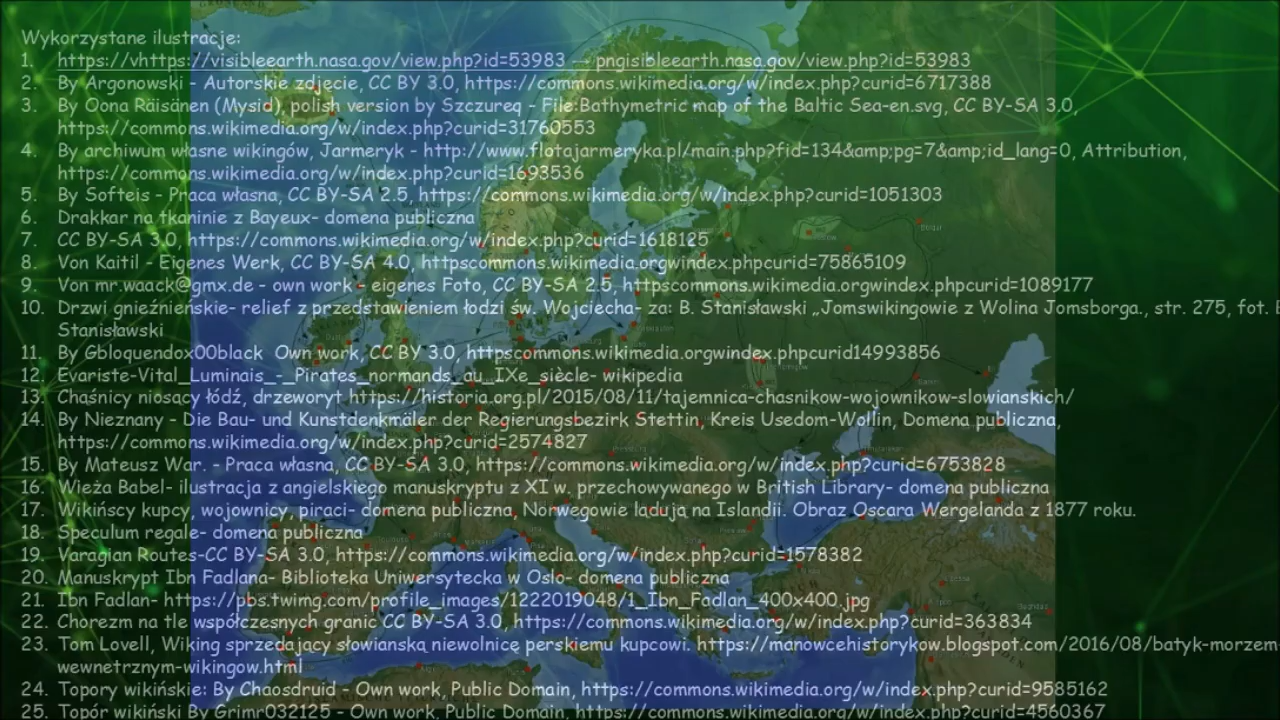 Wykorzystane ilustracje:
1. https://vhttps://visibleearth.nasa.gov/view.php?id=53983 → pngisibleearth.nasa.gov/view.php?id=53983
2. By Argonowski - Autorskie zdjęcie, CC BY 3.0, https://commons.wikimedia.org/w/index.php?curid=6717388
3. By Oona Räisänen (Mysid), polish version by Szczureq - File:Bathymetric map of the Baltic Sea-en.svg, CC BY-SA 3.0,
https://commons.wikimedia.org/w/index.php?curid=31760553
4. By archiwum własne wikingów, Jarmeryk - http://www.flotajarmeryka.pl/main.php?fid=134&amp;pg=7&amp;id_lang=0, Attribution,
https://commons.wikimedia.org/w/index.php?curid=1693536
5. By Softeis - Praca własna, CC BY-SA 2.5, https://commons.wikimedia.org/w/index.php?curid=1051303
6. Drakkar na tkaninie z Bayeux- domena publiczna
7. CC BY-SA 3.0, https://commons.wikimedia.org/w/index.php?curid=1618125
8. Von Kaitil - Eigenes Werk, CC BY-SA 4.0, httpscommons.wikimedia.orgwindex.phpcurid=75865109
9. Von mr.waack@gmx.de - own work - eigenes Foto, CC BY-SA 2.5, httpscommons.wikimedia.orgwindex.phpcurid=1089177
10. Drzwi gnieźnieńskie- relief z przedstawieniem łodzi św. Wojciecha- za: B. Stanisławski „Jomswikingowie z Wolina Jomsborga., str. 275, fot.
Stanisławski
11. By Gbloquendox00black Own work, CC BY 3.0, httpscommons.wikimedia.orgwindex.phpcurid14993856
12. Evariste-Vital_Luminais_-_Pirates_normands_au_IXe_siècle- wikipedia
13. Chaśnicy niosący łódź, drzeworyt https://historia.org.pl/2015/08/11/tajemnica-chasnikow-wojownikow-slowianskich/
14. By Nieznany - Die Bau- und Kunstdenkmäler der Regierungsbezirk Stettin, Kreis Usedom-Wollin, Domena publiczna,
https://commons.wikimedia.org/w/index.php?curid=2574827
15. By Mateusz War. - Praca własna, CC BY-SA 3.0, https://commons.wikimedia.org/w/index.php?curid=6753828
16. Wieża Babel- ilustracja z angielskiego manuskryptu z XI w. przechowywanego w British Library- domena publiczna
17. Wikińscy kupcy, wojownicy, piraci- domena publiczna, Norwegowie lądują na Islandii. Obraz Oscara Wergelanda z 1877 roku.
18. Speculum regale- domena publiczna
19. Varagian Routes-CC BY-SA 3.0, https://commons.wikimedia.org/w/index.php?curid=1578382
20. Manuskrypt Ibn Fadlana- Biblioteka Uniwersytecka w Oslo- domena publiczna
21. Ibn Fadlan- https://pbs.twimg.com/profile_images/1222019048/1_Ibn_Fadlan_400x400.jpg
22. Chorezm na tle współczesnych granic CC BY-SA 3.0, https://commons.wikimedia.org/w/index.php?curid=363834
23. Tom Lovell, Wiking sprzedający słowianską niewolnicę perskiemu kupcowi. https://manowcehistorykow.blogspot.com/2016/08/batyk-morzem-
wewnetrznym-wikingow.html
24. Topory wikińskie: By Chaosdruid - Own work, Public Domain, https://commons.wikimedia.org/w/index.php?curid=9585162
25. Topór wikiński By Grimr032125 - Own work, Public Domain, https://commons.wikimedia.org/w/index.php?curid=4560367